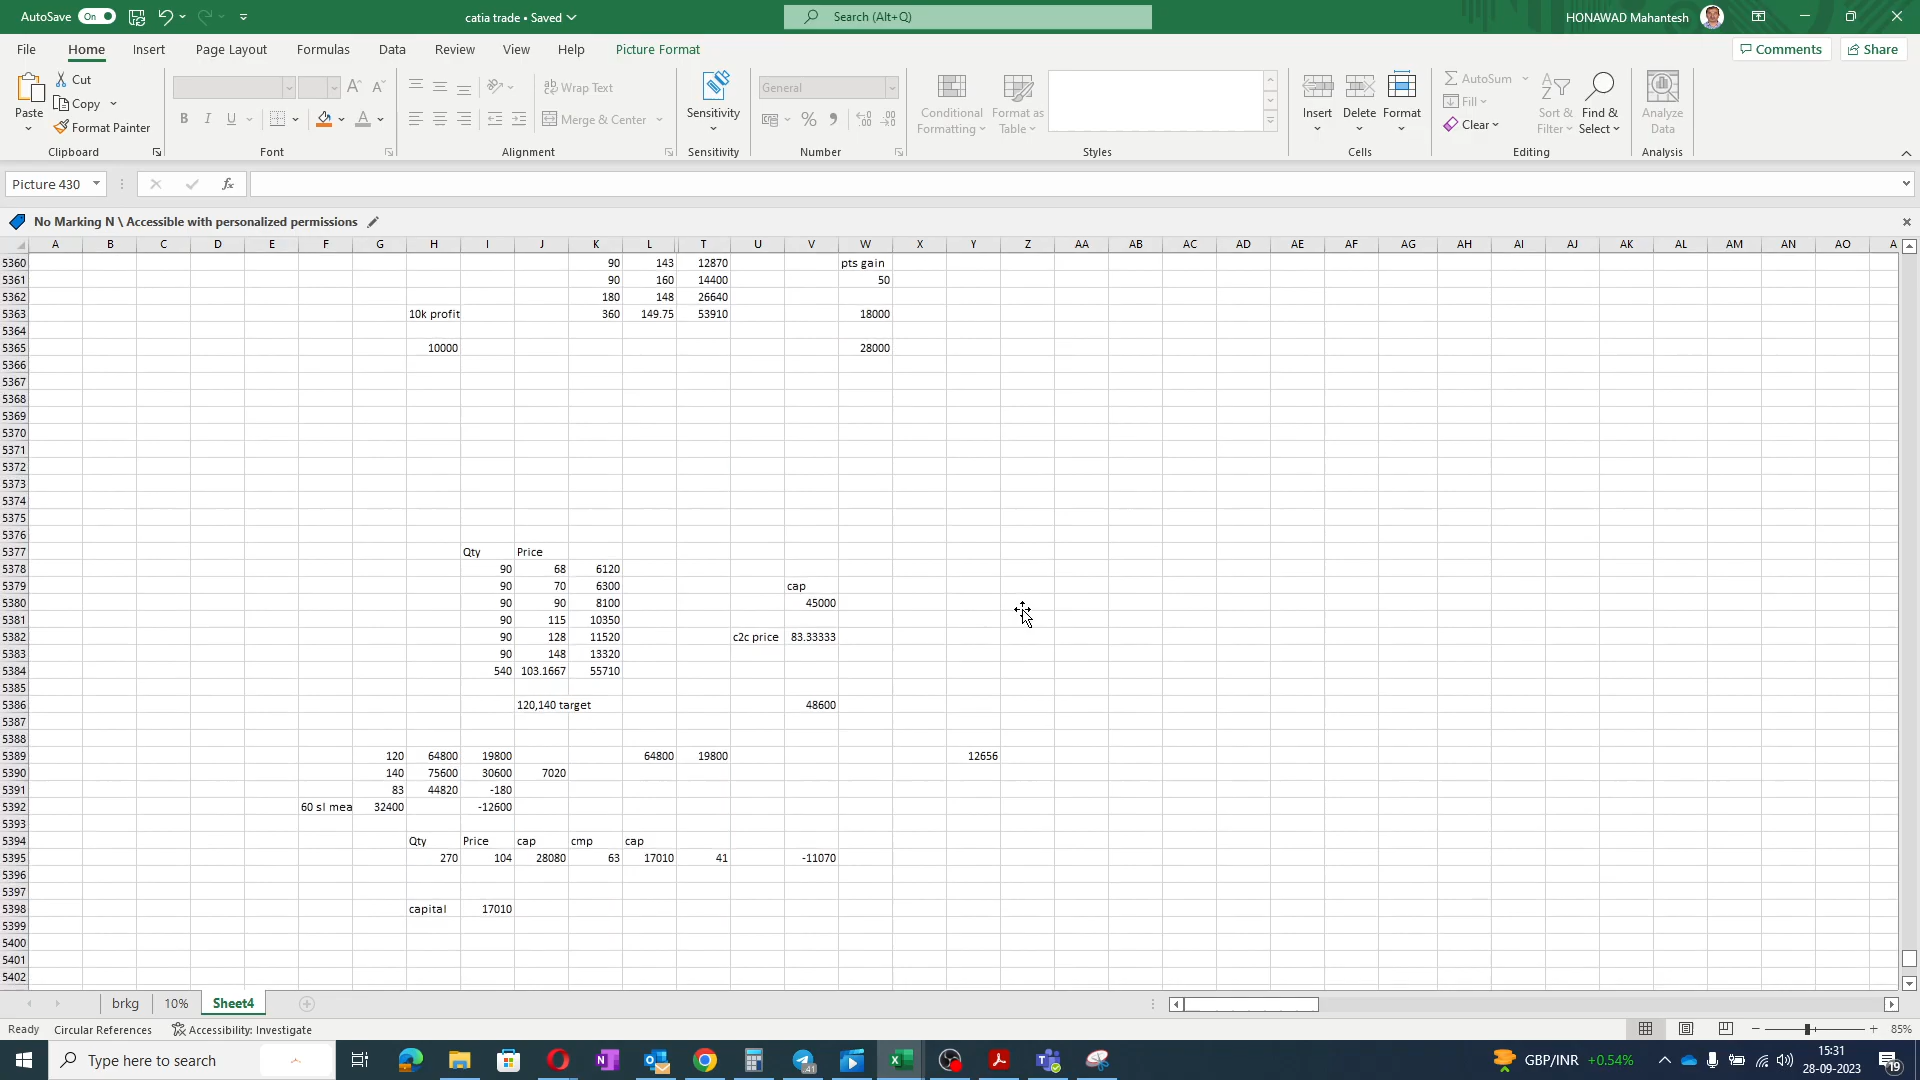 AutoSave On catia trade • Saved Search (Alt+Q) HONAWAD Mahantesh
File Home Insert Page Layout Formulas Data Review View Help Picture Format Comments Share
Paste Cut Copy Format Painter Clipboard
B I U Font
Wrap Text Merge & Center Alignment
Sensitivity Sensitivity
General Number
Conditional Formatting Format as Table Styles
Insert Delete Format Cells
AutoSum Fill Clear Sort & Filter Find & Select Editing
Analyze Data Analysis
Picture 430 fx
No Marking N \ Accessible with personalized permissions
A B C D E F G H I J K L T U V W X Y Z AA AB AC AD AE AF AG AH AI AJ AK AL AM AN AO A
5360 90 143 12870 pts gain
5361 90 160 14400 50
5362 180 148 26640
5363 10k profit 360 149.75 53910 18000
5364
5365 10000 28000
5366
5367
5368
5369
5370
5371
5372
5373
5374
5375
5376
5377 Qty Price
5378 90 68 6120
5379 90 70 6300 cap
5380 90 90 8100 45000
5381 90 115 10350
5382 90 128 11520 c2c price 83.33333
5383 90 148 13320
5384 540 103.1667 55710
5385
5386 120,140 target 48600
5387
5388
5389 120 64800 19800 64800 19800 12656
5390 140 75600 30600 7020
5391 83 44820 -180
5392 60 sl mea 32400 -12600
5393
5394 Qty Price cap cmp cap
5395 270 104 28080 63 17010 41 -11070
5396
5397
5398 capital 17010
5399
5400
5401
5402
brkg 10% Sheet4
Ready Circular References Accessibility: Investigate 85%
Type here to search GBP/INR +0.54% 15:31
28-09-2023 19